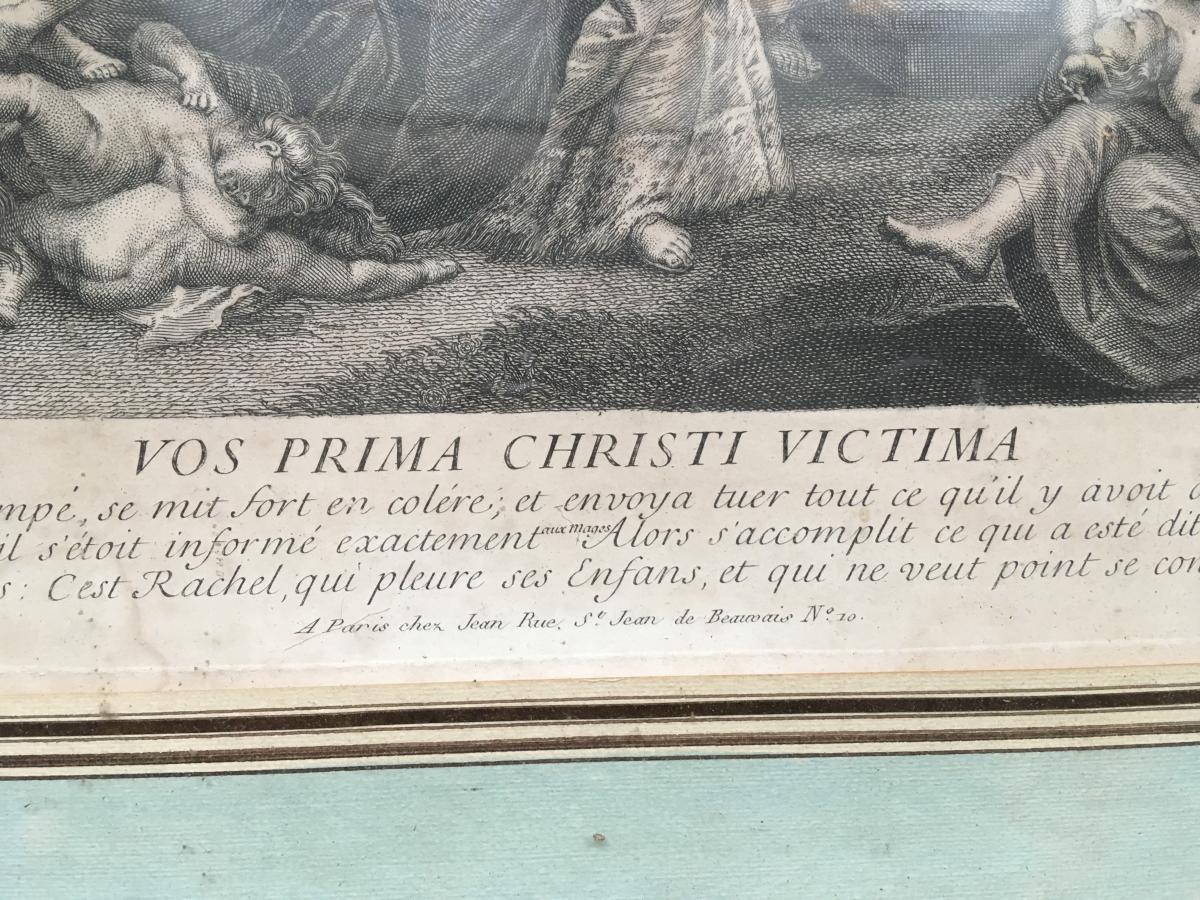 VOS PRIMA CHRISTI VICTIMA
mpé, se mit fort en colére; et envoya tuer tout ce qu'il y avoit
il s'étoit informé exactement aux mages Alors s'accomplit ce qui a esté dit
s: C'est Rachel, qui pleure ses Enfans, et qui ne veut point se con
A Paris chez Jean Rue, St. Jean de Beauvais No. 10.